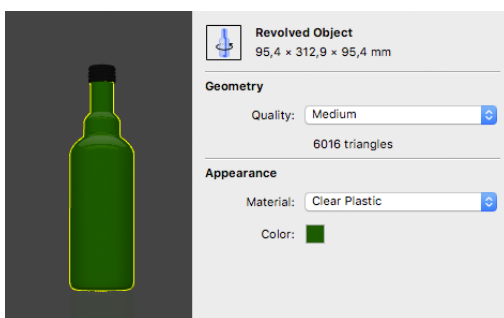 Revolved Object
95,4 × 312,9 × 95,4 mm
Geometry
Quality: Medium
6016 triangles
Appearance
Material: Clear Plastic
Color: